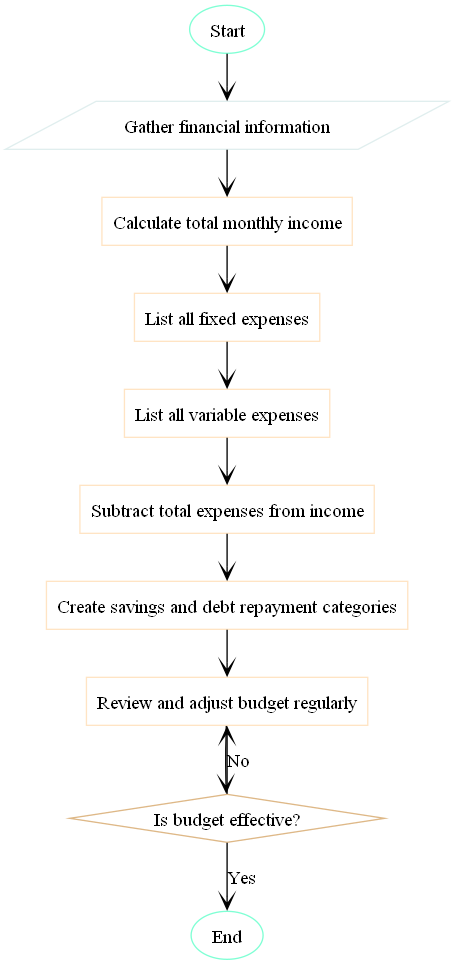 Start
Gather financial information
Calculate total monthly income
List all fixed expenses
List all variable expenses
Subtract total expenses from income
Create savings and debt repayment categories
Review and adjust budget regularly
No
Is budget effective?
Yes
End